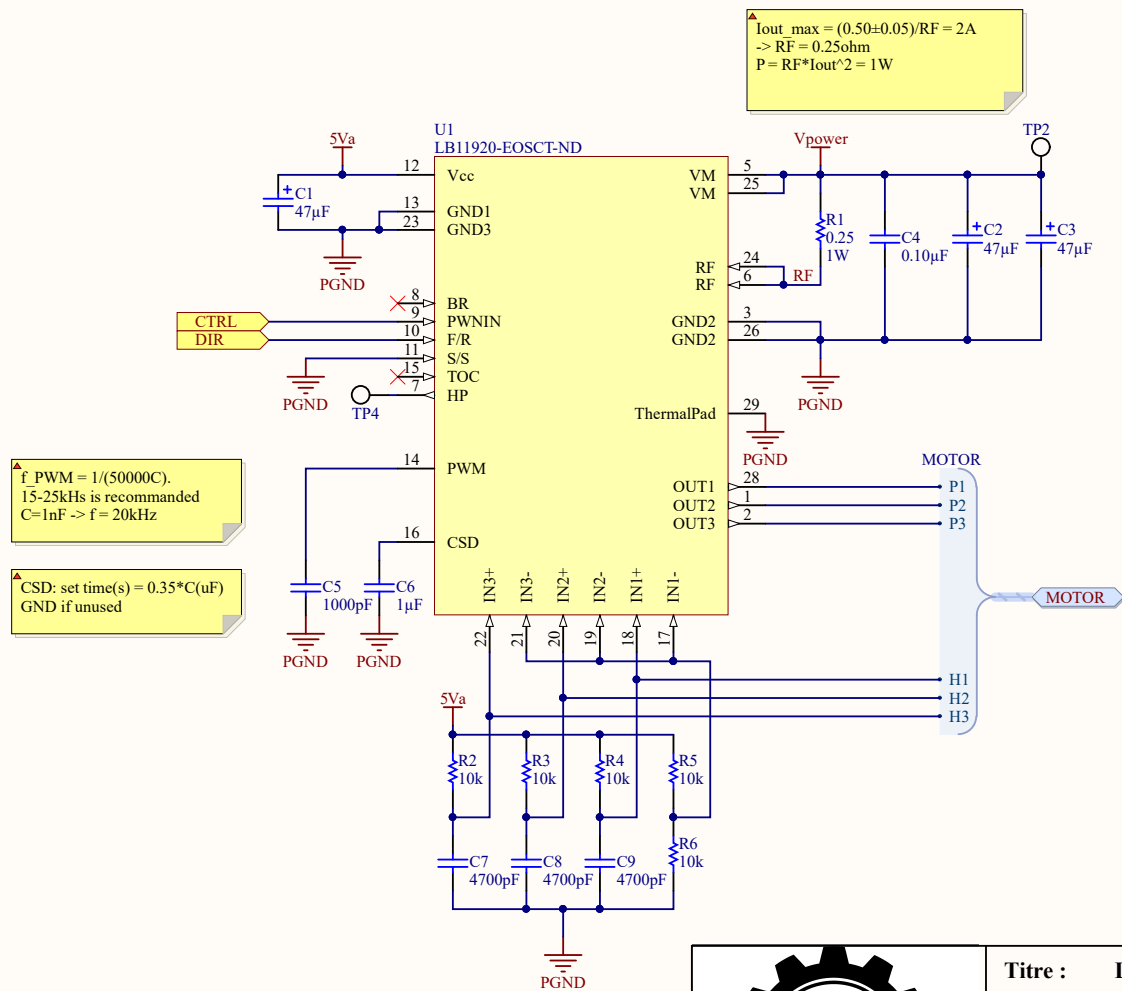 Iout_max = (0.50±0.05)/RF = 2A
-> RF = 0.25ohm
P = RF*Iout^2 = 1W
U1
LB11920-EOSCT-ND
5Va
12
Vcc
C1
47µF
13
GND1
23
GND3
PGND
8
BR
CTRL
9
PWNIN
DIR
10
F/R
11
S/S
PGND
15
TOC
7
HP
TP4
14
PWM
16
CSD
f_PWM = 1/(50000C).
15-25kHs is recommanded
C=1nF -> f = 20kHz
CSD: set time(s) = 0.35*C(uF)
GND if unused
C5
1000pF
PGND
C6
1µF
PGND
Vpower
TP2
VM
5
VM
25
R1
0.25
1W
C4
0.10µF
C2
47µF
C3
47µF
RF
24
RF
RF
6
GND2
3
GND2
26
PGND
ThermalPad
29
PGND
MOTOR
OUT1
28
P1
OUT2
1
P2
OUT3
2
P3
MOTOR
H1
H2
H3
IN3+
IN3-
IN2+
IN2-
IN1+
IN1-
22
21
20
19
18
17
5Va
R2
10k
R3
10k
R4
10k
R5
10k
C7
4700pF
C8
4700pF
C9
4700pF
R6
10k
PGND
Titre :